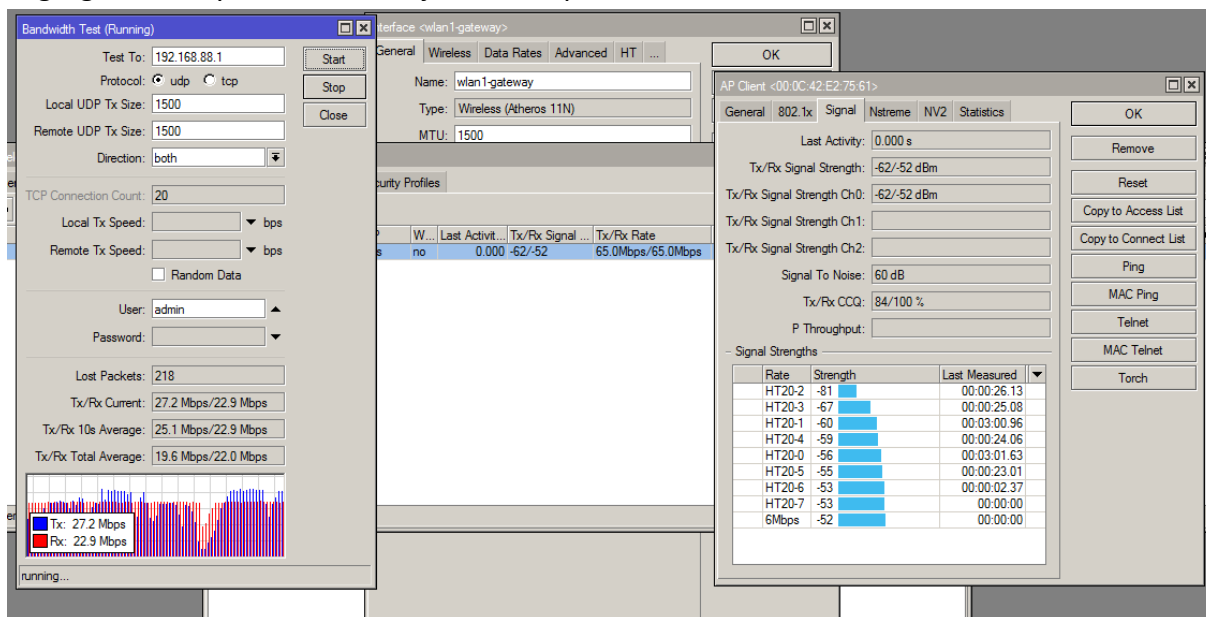 Bandwidth Test (Running)
Test To: 192.168.88.1
Protocol: udp tcp
Local UDP Tx Size: 1500
Remote UDP Tx Size: 1500
Direction: both
TCP Connection Count: 20
Local Tx Speed: bps
Remote Tx Speed: bps
Random Data
User: admin
Password:
Lost Packets: 218
Tx/Rx Current: 27.2 Mbps/22.9 Mbps
Tx/Rx 10s Average: 25.1 Mbps/22.9 Mbps
Tx/Rx Total Average: 19.6 Mbps/22.0 Mbps
Tx: 27.2 Mbps
Rx: 22.9 Mbps
running...
Start
Stop
Close
<wlan1-gateway>
General Wireless Data Rates Advanced HT ...
Name: wlan1-gateway
Type: Wireless (Atheros 11N)
MTU: 1500
OK
Profiles
W... Last Activit... Tx/Rx Signal ... Tx/Rx Rate
no 0.000 -62/-52 65.0Mbps/65.0Mbps
AP Client <00:0C:42:E2:75:61>
General 802.1x Signal Nstreme NV2 Statistics
Last Activity: 0.000 s
Tx/Rx Signal Strength: -62/-52 dBm
Tx/Rx Signal Strength Ch0: -62/-52 dBm
Tx/Rx Signal Strength Ch1:
Tx/Rx Signal Strength Ch2:
Signal To Noise: 60 dB
Tx/Rx CCQ: 84/100 %
P Throughput:
Signal Strengths
Rate Strength Last Measured
HT20-2 -81 00:00:26.13
HT20-3 -67 00:00:25.08
HT20-1 -60 00:03:00.96
HT20-4 -59 00:00:24.06
HT20-0 -56 00:03:01.63
HT20-5 -55 00:00:23.01
HT20-6 -53 00:00:02.37
HT20-7 -53 00:00:00
6Mbps -52 00:00:00
OK
Remove
Reset
Copy to Access List
Copy to Connect List
Ping
MAC Ping
Telnet
MAC Telnet
Torch